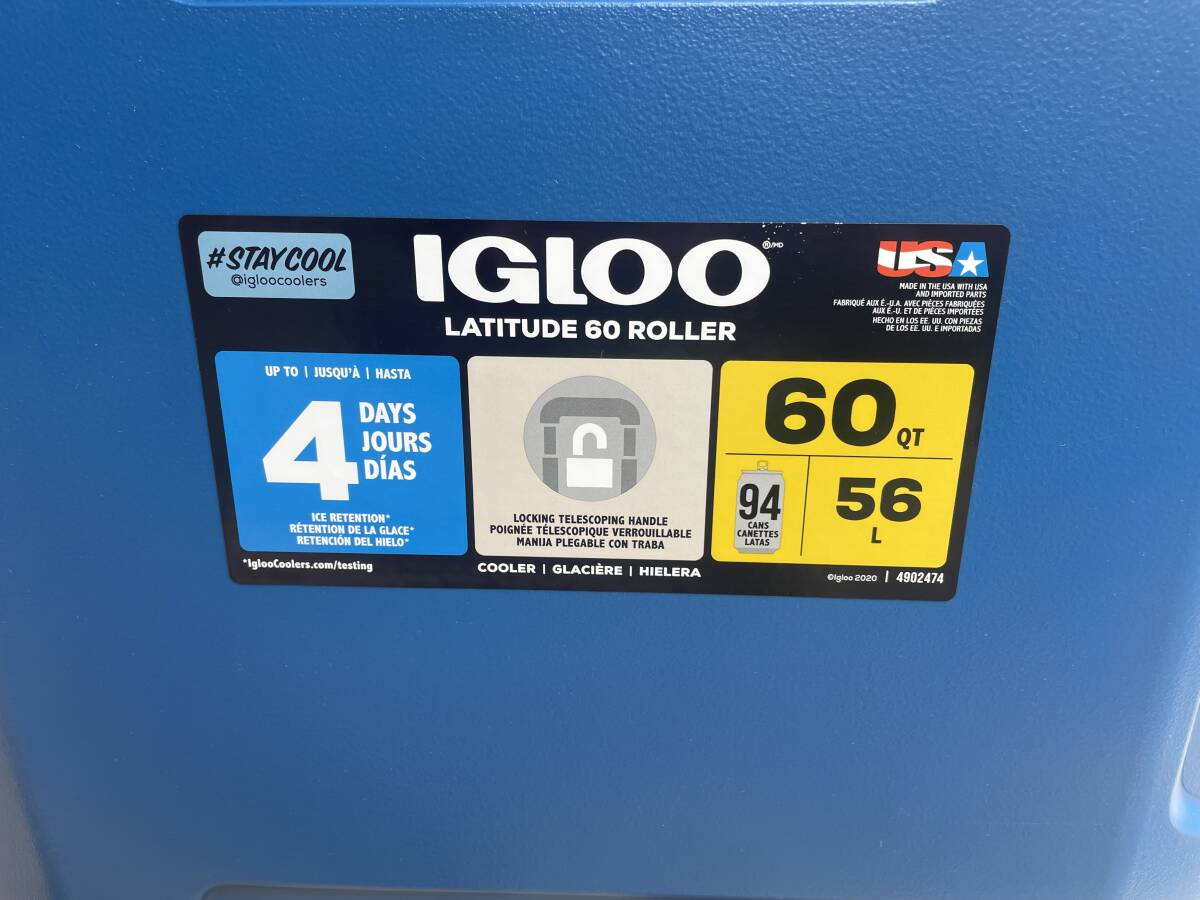 #STAYCOOL
@igloocoolers
IGLOO®/MD
LATITUDE 60 ROLLER
USA
MADE IN THE USA WITH USA
AND IMPORTED PARTS
FABRIQUÉ AUX É.-U.A. AVEC PIÈCES FABRIQUÉES
AUX É.-U. ET DE PIÈCES IMPORTÉES
HECHO EN LOS EE. UU. CON PIEZAS
DE LOS EE. UU. E IMPORTADAS
UP TO | JUSQU'À | HASTA
4
DAYS
JOURS
DÍAS
ICE RETENTION*
RÉTENTION DE LA GLACE*
RETENCIÓN DEL HIELO*
*IglooCoolers.com/testing
LOCKING TELESCOPING HANDLE
POIGNÉE TÉLESCOPIQUE VERROUILLABLE
MANIJA PLEGABLE CON TRABA
COOLER | GLACIÈRE | HIELERA
60 QT
94
CANS
CANETTES
LATAS
56
L
©Igloo 2020 | 4902474